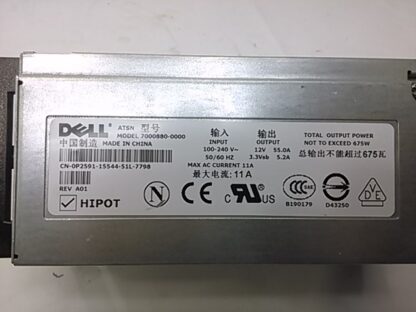 DELL ATSN 型号
MODEL 7000880-0000
中国制造 MADE IN CHINA
CN-0P2591-15544-51L-7798
REV A01
HIPOT
输入
INPUT
100-240 V~
50/60 HZ
输出
OUTPUT
12V 55.0A
3.3Vsb 5.2A
MAX AC CURRENT 11A
最大电流:11A
TOTAL OUTPUT POWER
NOT TO EXCEED 675W
总输出不能超过675瓦
N
CE
c RU US
CCC
B190179
D43250
VDE